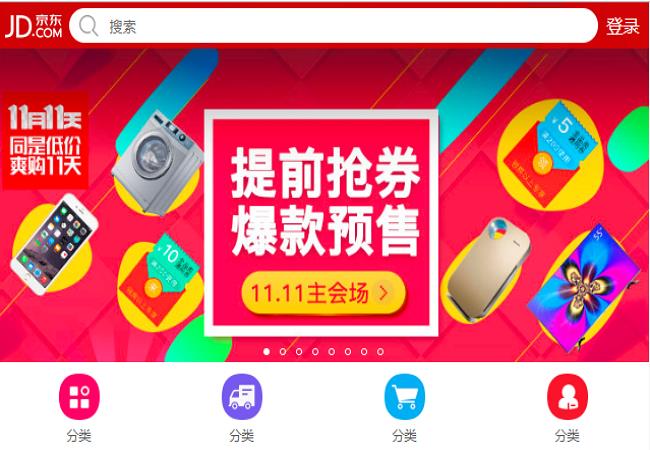 JD 京东 .COM
搜索
登录
11月11天
同是低价
爽购11天
提前抢券
爆款预售
11.11主会场
¥5
¥10
分类
分类
分类
分类